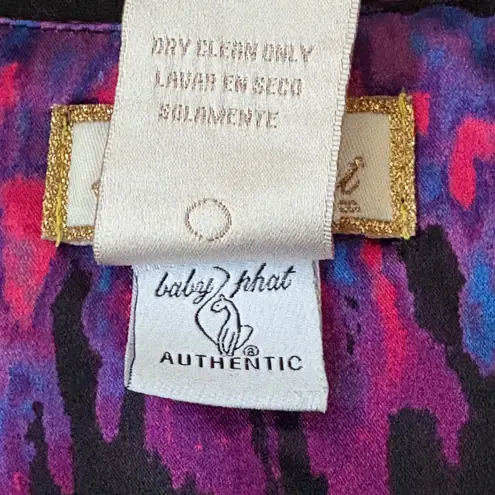 DRY CLEAN ONLY
LAVAR EN SECO
SOLAMENTE
baby phat
®
AUTHENTIC